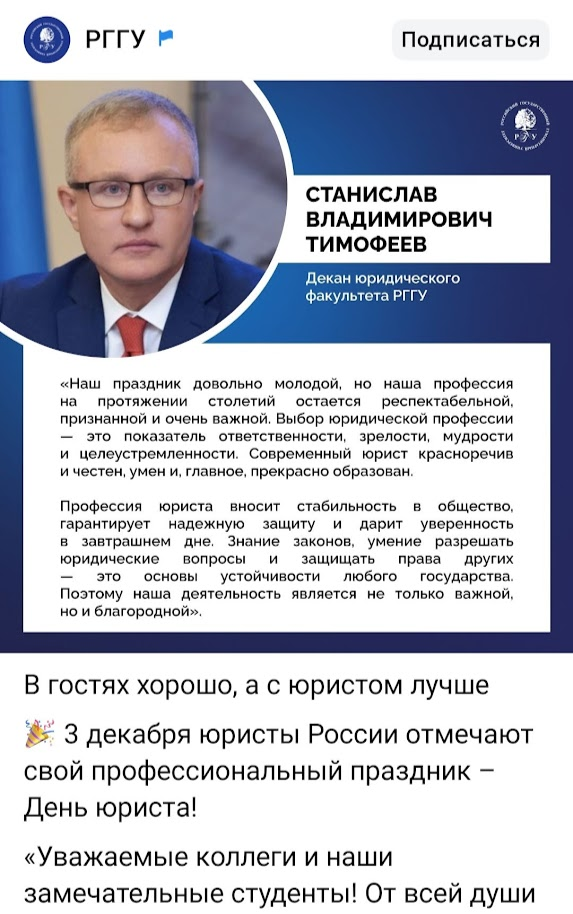 РГГУ
Подписаться
РГУ
СТАНИСЛАВ
ВЛАДИМИРОВИЧ
ТИМОФЕЕВ
Декан юридического
факультета РГГУ
«Наш праздник довольно молодой, но наша профессия
на протяжении столетий остается респектабельной,
признанной и очень важной. Выбор юридической профессии
— это показатель ответственности, зрелости, мудрости
и целеустремленности. Современный юрист красноречив
и честен, умен и, главное, прекрасно образован.
Профессия юриста вносит стабильность в общество,
гарантирует надежную защиту и дарит уверенность
в завтрашнем дне. Знание законов, умение разрешать
юридические вопросы и защищать права других
— это основы устойчивости любого государства.
Поэтому наша деятельность является не только важной,
но и благородной».
В гостях хорошо, а с юристом лучше
🎉 3 декабря юристы России отмечают
свой профессиональный праздник –
День юриста!
«Уважаемые коллеги и наши
замечательные студенты! От всей души